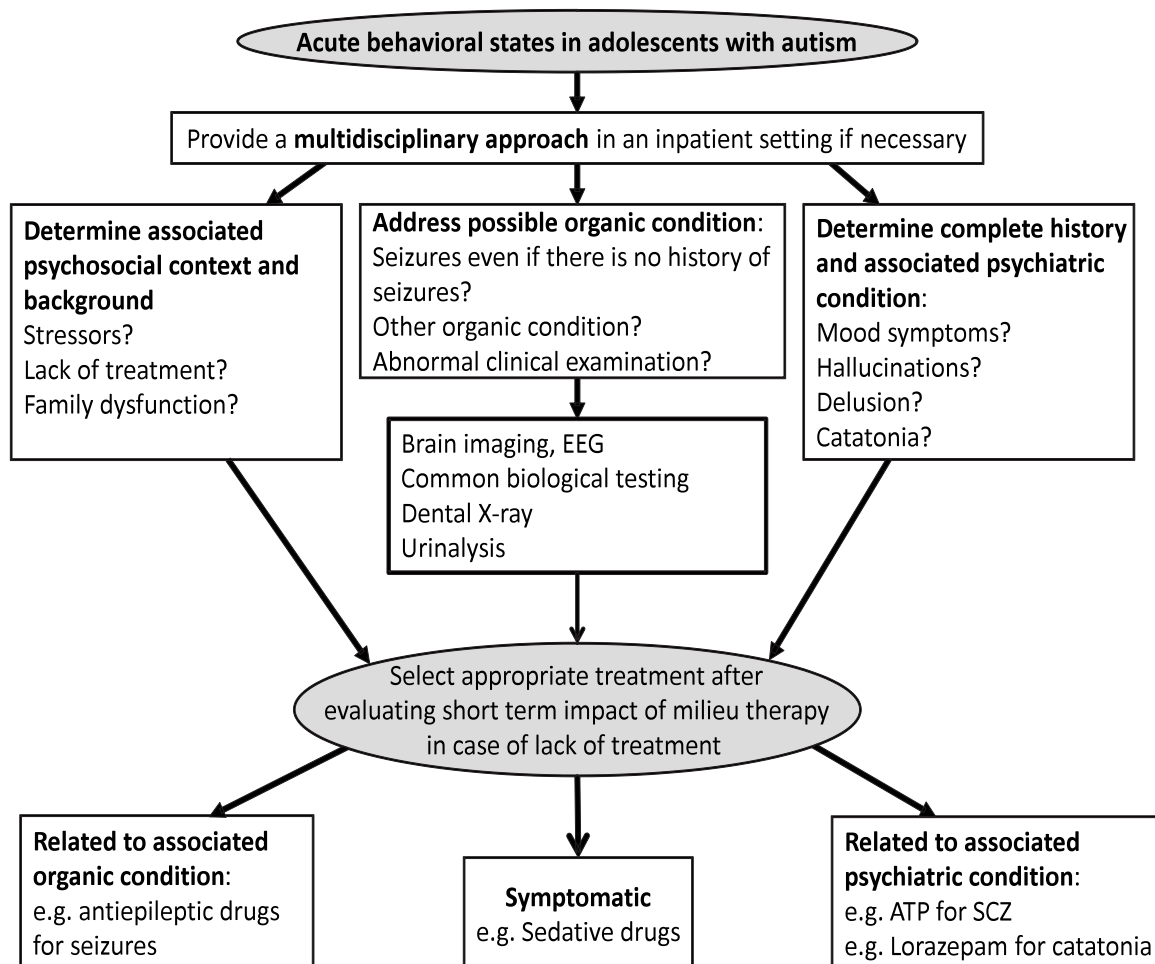 Acute behavioral states in adolescents with autism
Provide a multidisciplinary approach in an inpatient setting if necessary
Determine associated
psychosocial context and
background
Stressors?
Lack of treatment?
Family dysfunction?
Address possible organic condition:
Seizures even if there is no history of
seizures?
Other organic condition?
Abnormal clinical examination?
Determine complete history
and associated psychiatric
condition:
Mood symptoms?
Hallucinations?
Delusion?
Catatonia?
Brain imaging, EEG
Common biological testing
Dental X-ray
Urinalysis
Select appropriate treatment after
evaluating short term impact of milieu therapy
in case of lack of treatment
Related to associated
organic condition:
e.g. antiepileptic drugs
for seizures
Symptomatic
e.g. Sedative drugs
Related to associated
psychiatric condition:
e.g. ATP for SCZ
e.g. Lorazepam for catatonia